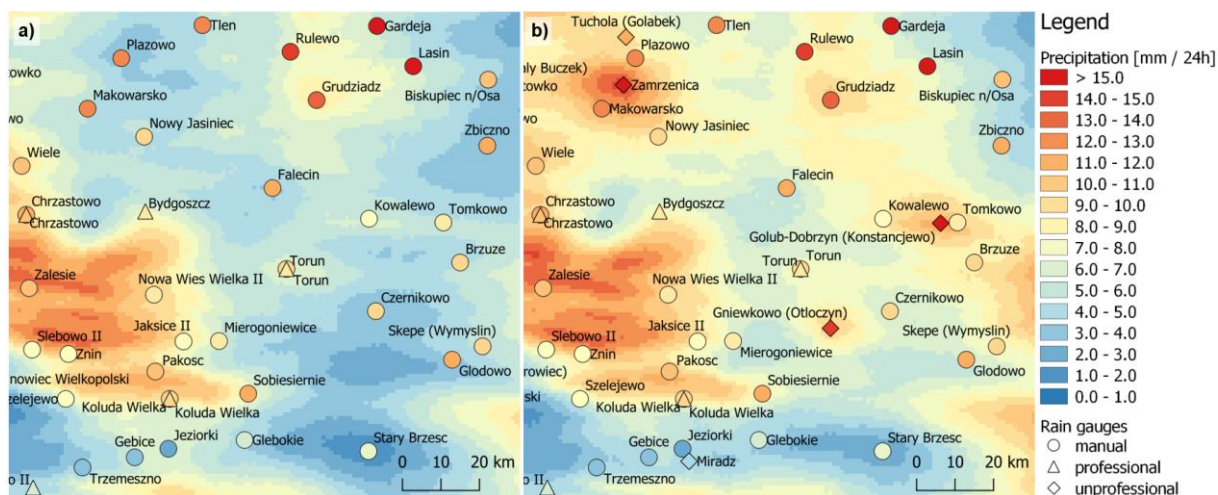 a)
Tlen
Gardeja
Plazowo
Rulewo
Lasin
cowko
Makowarsko
Grudziadz
Biskupiec n/Osa
wo
Nowy Jasiniec
Zbiczno
Wiele
Falecin
Chrzastowo
Chrzastowo
Bydgoszcz
Kowalewo
Tomkowo
Torun
Torun
Brzuze
Zalesie
Nowa Wies Wielka II
Czernikowo
Slebowo II
Jaksice II
Mierogoniewice
Skepe (Wymyslin)
Znin
Pakosc
Glodowo
nowiec Wielkopolski
Sobiesiernie
zelejewo
Koluda Wielka
Koluda Wielka
Gebice
Jeziorki
Glebokie
Stary Brzesc
Trzemeszno
o II
0 10 20 km
b)
Tuchola (Golabek)
Tlen
Gardeja
Plazowo
Rulewo
Lasin
aly Buczek)
cowko
Zamrzenica
Makowarsko
Grudziadz
Biskupiec n/Osa
wo
Nowy Jasiniec
Zbiczno
Wiele
Falecin
Chrzastowo
Chrzastowo
Bydgoszcz
Kowalewo
Tomkowo
Golub-Dobrzyn (Konstancjewo)
Torun
Torun
Brzuze
Zalesie
Nowa Wies Wielka II
Czernikowo
Gniewkowo (Otloczyn)
Slebowo II
Jaksice II
Mierogoniewice
Skepe (Wymyslin)
Znin
rowiec)
Pakosc
Glodowo
ski
Szelejewo
Sobiesiernie
Koluda Wielka
Koluda Wielka
Gebice
Jeziorki
Glebokie
Stary Brzesc
Miradz
Trzemeszno
wo II
0 10 20 km
Legend
Precipitation [mm / 24h]
> 15.0
14.0 - 15.0
13.0 - 14.0
12.0 - 13.0
11.0 - 12.0
10.0 - 11.0
9.0 - 10.0
8.0 - 9.0
7.0 - 8.0
6.0 - 7.0
5.0 - 6.0
4.0 - 5.0
3.0 - 4.0
2.0 - 3.0
1.0 - 2.0
0.0 - 1.0
Rain gauges
manual
professional
unprofessional